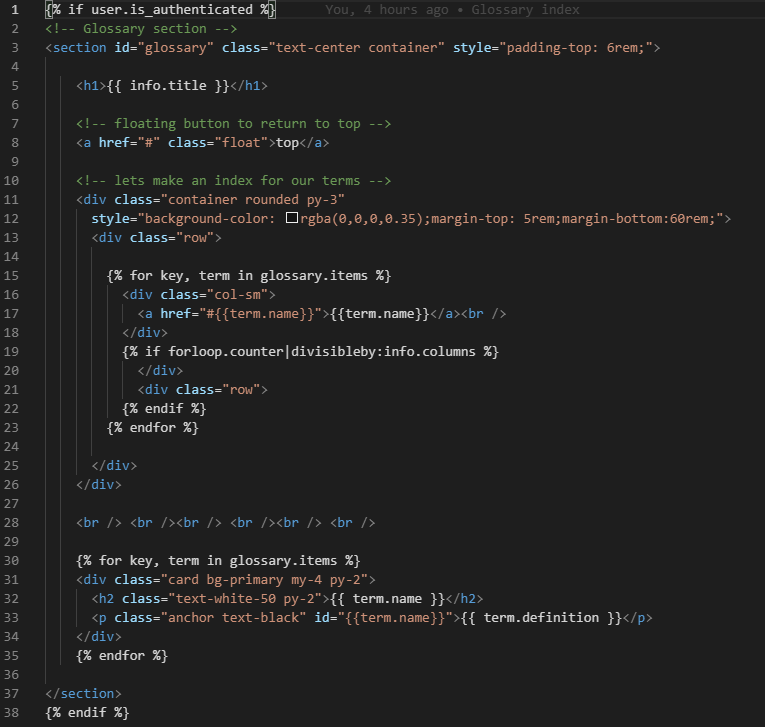 1 {% if user.is_authenticated %} You, 4 hours ago • Glossary index
2 <!-- Glossary section -->
3 <section id="glossary" class="text-center container" style="padding-top: 6rem;">
4
5 <h1>{{ info.title }}</h1>
6
7 <!-- floating button to return to top -->
8 <a href="#" class="float">top</a>
9
10 <!-- lets make an index for our terms -->
11 <div class="container rounded py-3"
12 style="background-color: rgba(0,0,0,0.35);margin-top: 5rem;margin-bottom:60rem;">
13 <div class="row">
14
15 {% for key, term in glossary.items %}
16 <div class="col-sm">
17 <a href="#{{term.name}}">{{term.name}}</a><br />
18 </div>
19 {% if forloop.counter|divisibleby:info.columns %}
20 </div>
21 <div class="row">
22 {% endif %}
23 {% endfor %}
24
25 </div>
26 </div>
27
28 <br /> <br /><br /> <br /><br /> <br />
29
30 {% for key, term in glossary.items %}
31 <div class="card bg-primary my-4 py-2">
32 <h2 class="text-white-50 py-2">{{ term.name }}</h2>
33 <p class="anchor text-black" id="{{term.name}}">{{ term.definition }}</p>
34 </div>
35 {% endfor %}
36
37 </section>
38 {% endif %}